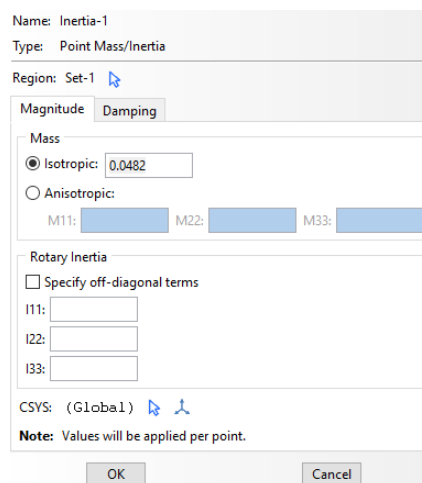 Name: Inertia-1
Type: Point Mass/Inertia
Region: Set-1
Magnitude Damping
Mass
Isotropic: 0.0482
Anisotropic:
M11: M22: M33:
Rotary Inertia
Specify off-diagonal terms
I11:
I22:
I33:
CSYS: (Global)
Note: Values will be applied per point.
OK Cancel